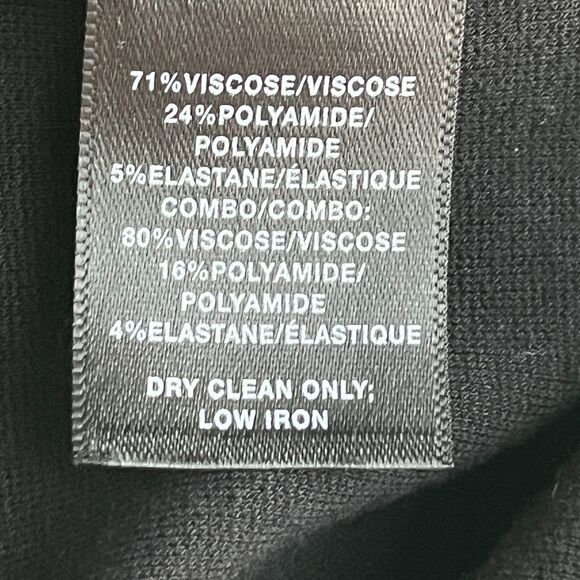 71%VISCOSE/VISCOSE
24%POLYAMIDE/
POLYAMIDE
5%ELASTANE/ÉLASTIQUE
COMBO/COMBO:
80%VISCOSE/VISCOSE
16%POLYAMIDE/
POLYAMIDE
4%ELASTANE/ÉLASTIQUE
DRY CLEAN ONLY;
LOW IRON